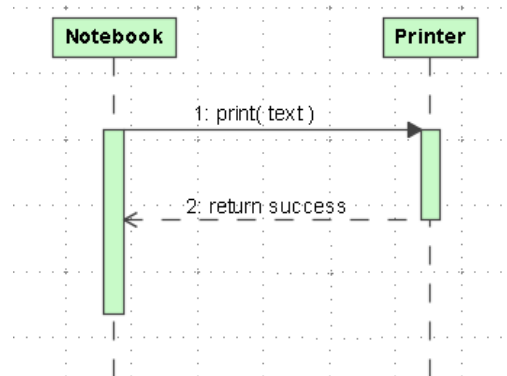 Notebook
Printer
1: print( text )
2: return success